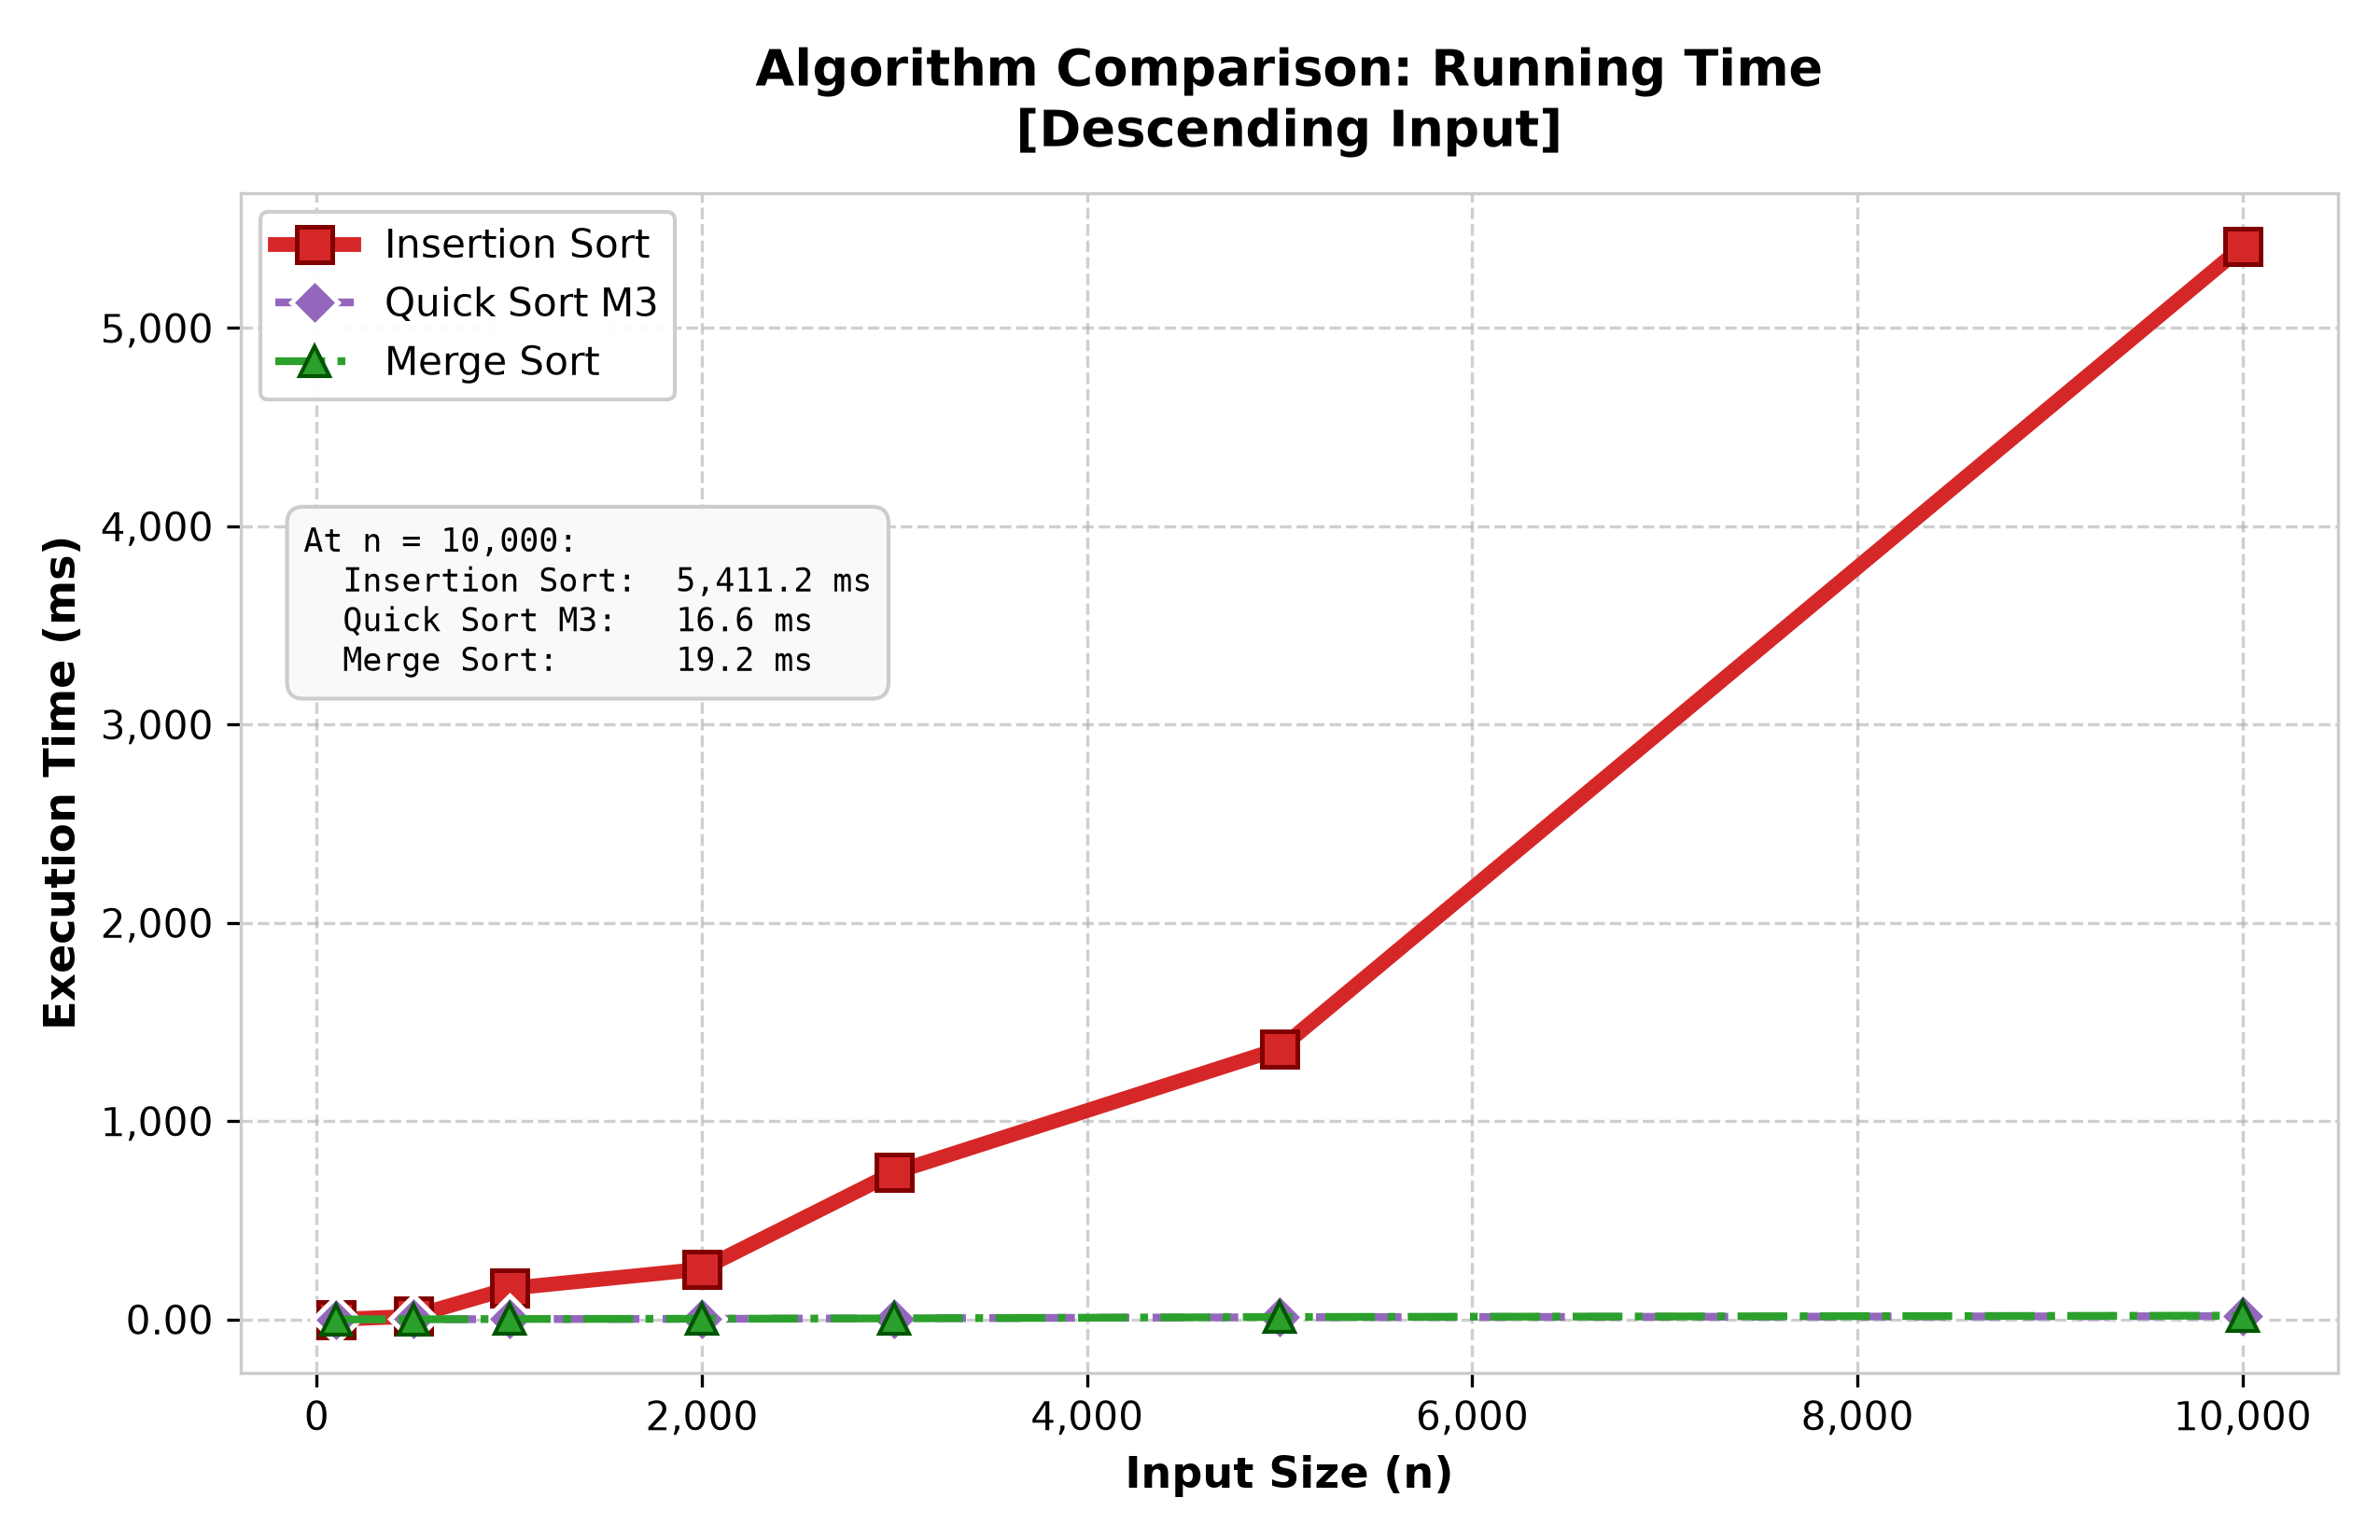 Algorithm Comparison: Running Time
[Descending Input]
Insertion Sort
Quick Sort M3
Merge Sort
At n = 10,000:
Insertion Sort: 5,411.2 ms
Quick Sort M3: 16.6 ms
Merge Sort: 19.2 ms
Execution Time (ms)
5,000
4,000
3,000
2,000
1,000
0.00
0 2,000 4,000 6,000 8,000 10,000
Input Size (n)